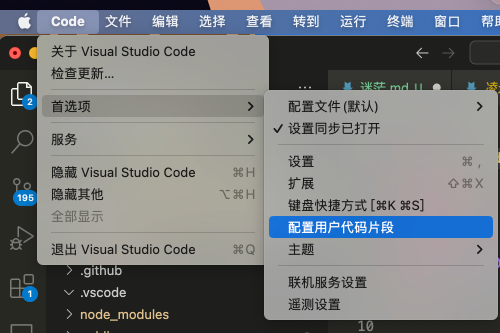 Code 文件 编辑 选择 查看 转到 运行 终端 窗口 帮
关于 Visual Studio Code
检查更新...
首选项
服务
隐藏 Visual Studio Code ⌘H
隐藏其他 ⌥⌘H
全部显示
退出 Visual Studio Code ⌘Q
配置文件(默认)
✓ 设置同步已打开
设置 ⌘ ,
扩展 ⇧⌘X
键盘快捷方式 [⌘K ⌘S]
配置用户代码片段
主题
联机服务设置
遥测设置
迷茫.md U
凌
2
195
1
.github
.vscode
node_modules
10